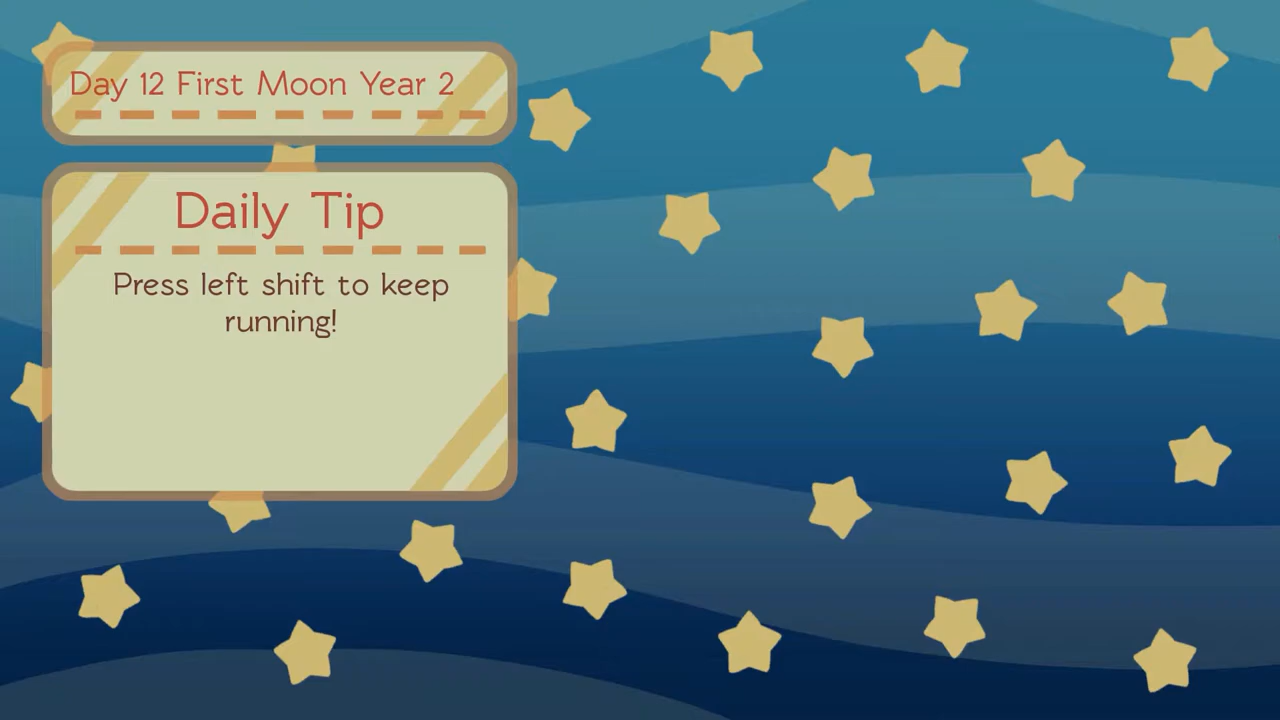 Day 12 First Moon Year 2
Daily Tip
Press left shift to keep
running!